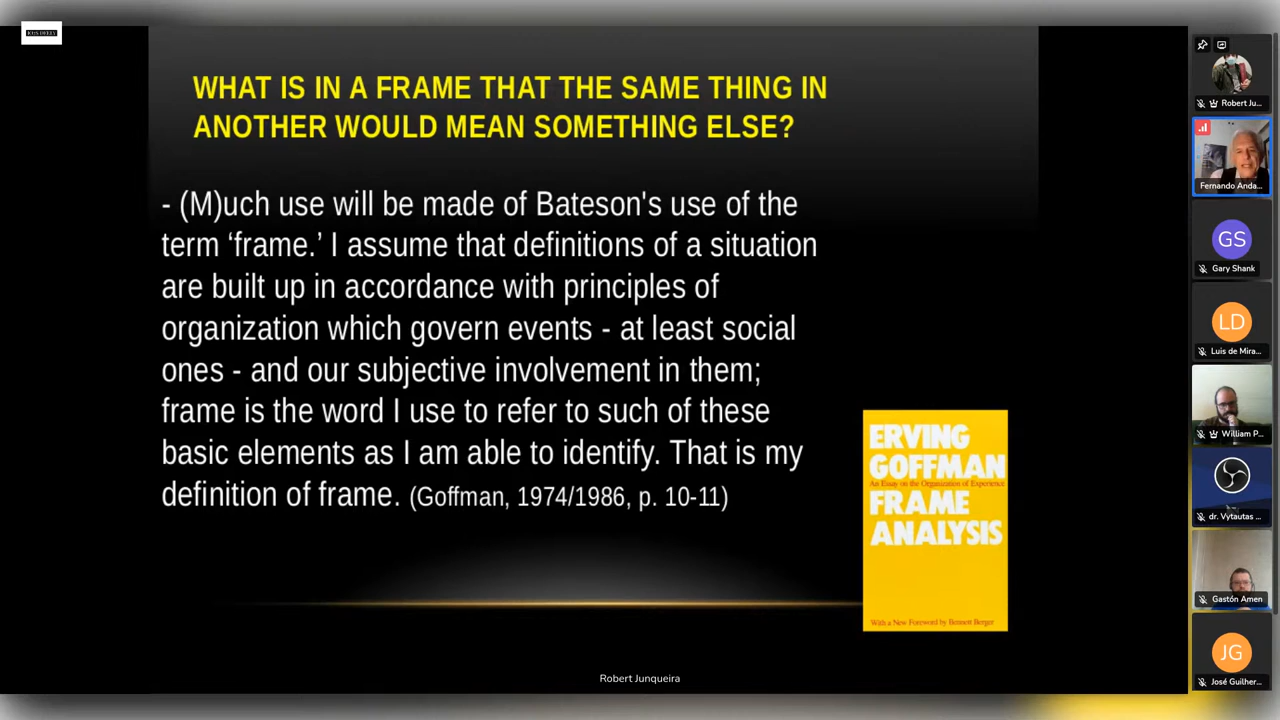 WHAT IS IN A FRAME THAT THE SAME THING IN
ANOTHER WOULD MEAN SOMETHING ELSE?
- (M)uch use will be made of Bateson's use of the
term ‘frame.’ I assume that definitions of a situation
are built up in accordance with principles of
organization which govern events - at least social
ones - and our subjective involvement in them;
frame is the word I use to refer to such of these
basic elements as I am able to identify. That is my
definition of frame. (Goffman, 1974/1986, p. 10-11)
ERVING
GOFFMAN
An Essay on the Organization of Experience
FRAME
ANALYSIS
With a New Foreword by Bennett Berger
Robert Junqueira
Robert Ju...
Fernando Anda...
GS
Gary Shank
LD
Luis de Mira...
William P...
dr. Vytautas ...
Gastón Amen
JG
José Guilher...